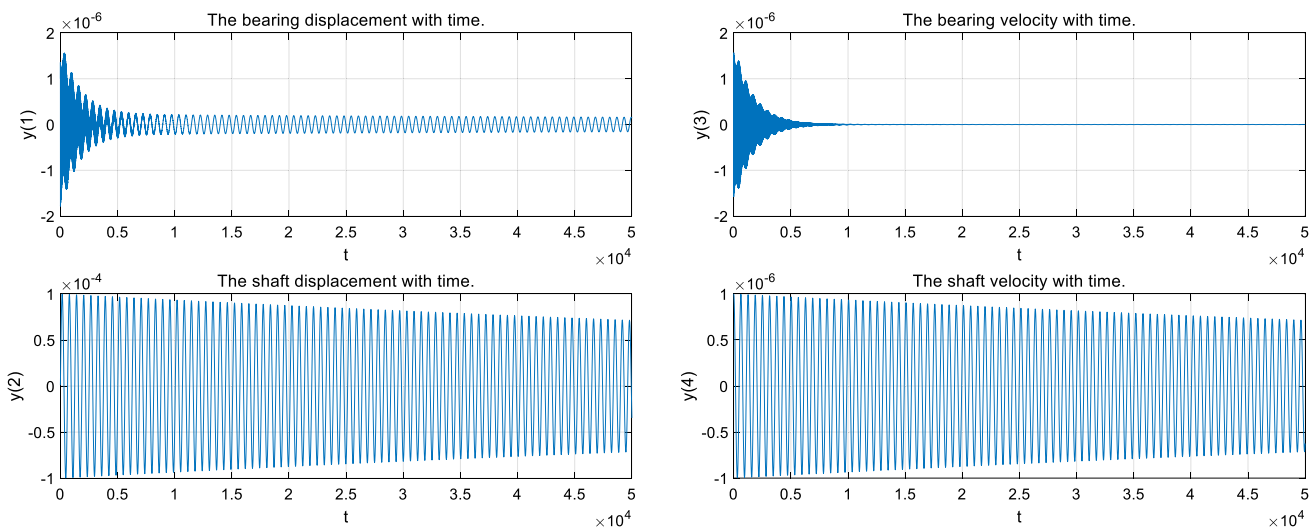 The bearing displacement with time.
×10-6
y(1)
2
1
0
-1
-2
0 0.5 1 1.5 2 2.5 3 3.5 4 4.5 5
t
×104
The bearing velocity with time.
×10-6
y(3)
2
1
0
-1
-2
0 0.5 1 1.5 2 2.5 3 3.5 4 4.5 5
t
×104
The shaft displacement with time.
×10-4
y(2)
1
0.5
0
-0.5
-1
0 0.5 1 1.5 2 2.5 3 3.5 4 4.5 5
t
×104
The shaft velocity with time.
×10-6
y(4)
1
0.5
0
-0.5
-1
0 0.5 1 1.5 2 2.5 3 3.5 4 4.5 5
t
×104